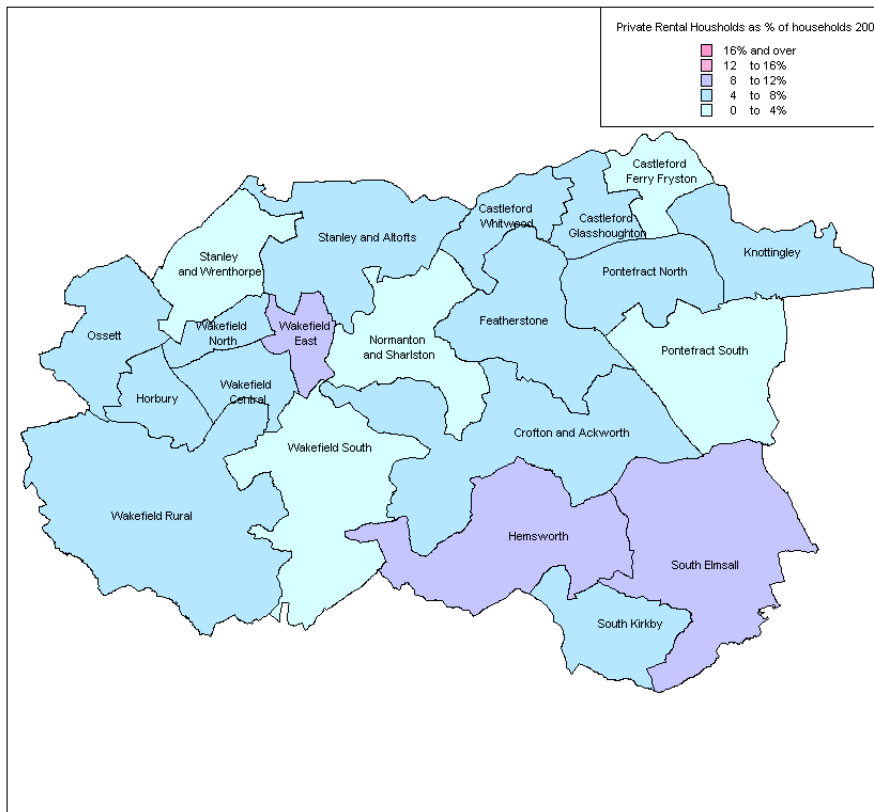 Private Rental Housholds as % of households 200
16% and over
12 to 16%
8 to 12%
4 to 8%
0 to 4%
Castleford
Ferry Fryston
Castleford
Whitwood
Castleford
Glasshoughton
Stanley and Altofts
Knottingley
Stanley
and Wrenthorpe
Pontefract North
Featherstone
Ossett
Wakefield
North
Wakefield
East
Normanton
and Sharlston
Pontefract South
Wakefield
Central
Horbury
Crofton and Ackworth
Wakefield South
Wakefield Rural
Hemsworth
South Elmsall
South Kirkby